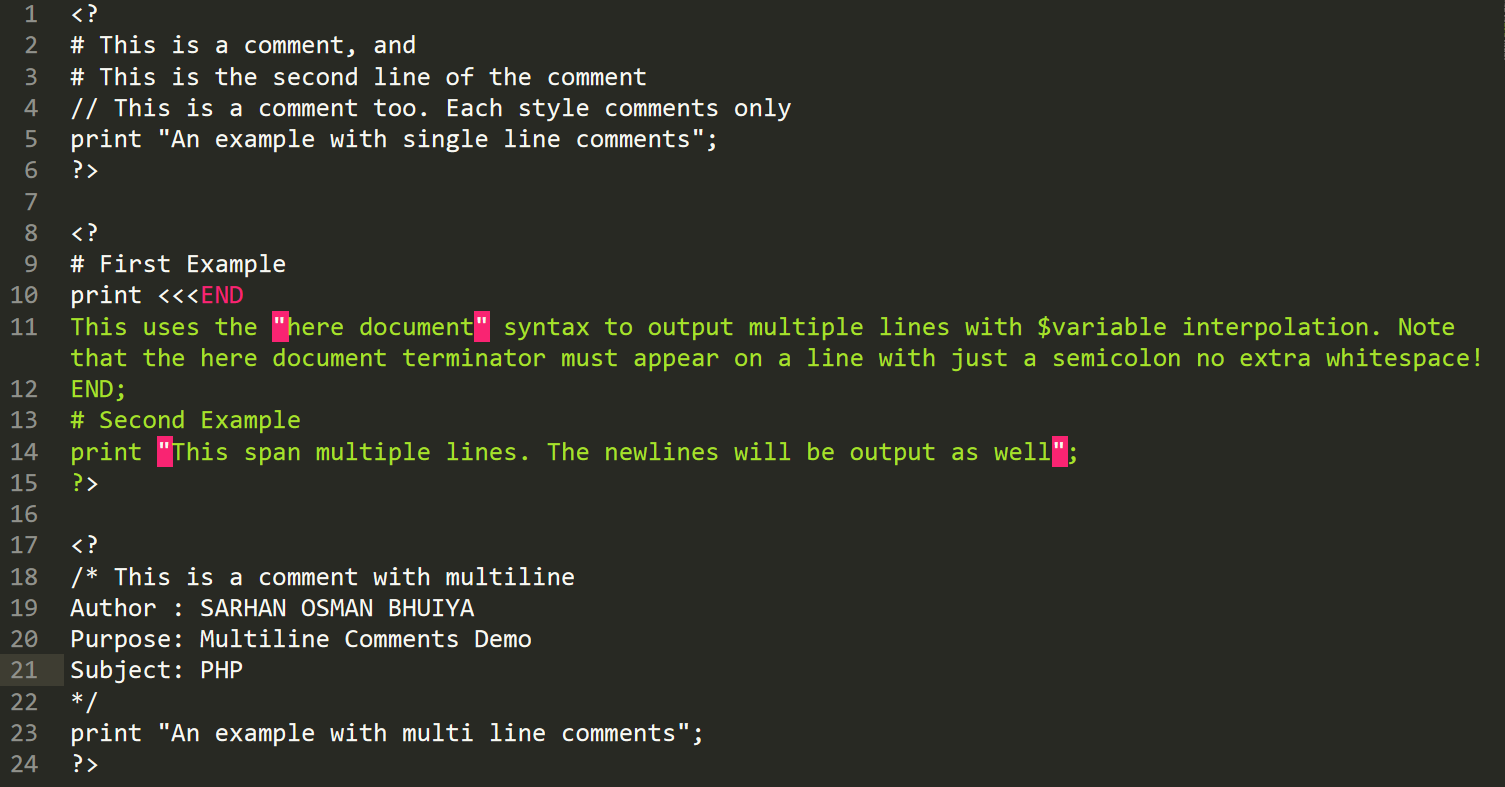 1 <?
2 # This is a comment, and
3 # This is the second line of the comment
4 // This is a comment too. Each style comments only
5 print "An example with single line comments";
6 ?>
7
8 <?
9 # First Example
10 print <<<END
11 This uses the "here document" syntax to output multiple lines with $variable interpolation. Note
that the here document terminator must appear on a line with just a semicolon no extra whitespace!
12 END;
13 # Second Example
14 print "This span multiple lines. The newlines will be output as well";
15 ?>
16
17 <?
18 /* This is a comment with multiline
19 Author : SARHAN OSMAN BHUIYA
20 Purpose: Multiline Comments Demo
21 Subject: PHP
22 */
23 print "An example with multi line comments";
24 ?>